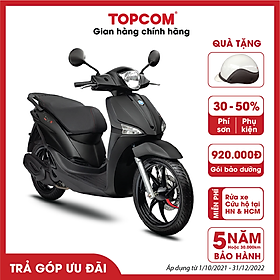 TOPCOM
Gian hàng chính hãng
QUÀ TẶNG
30-50%
Phí sơn
Phụ kiện
920.000Đ
Gói bảo dưỡng
MIỄN PHÍ
Rửa xe
Cứu hộ tại
HN & HCM
5 NĂM
Hoặc 30.000km
BẢO HÀNH
TRẢ GÓP ƯU ĐÃI
Áp dụng từ 1/10/2021 - 31/12/2022